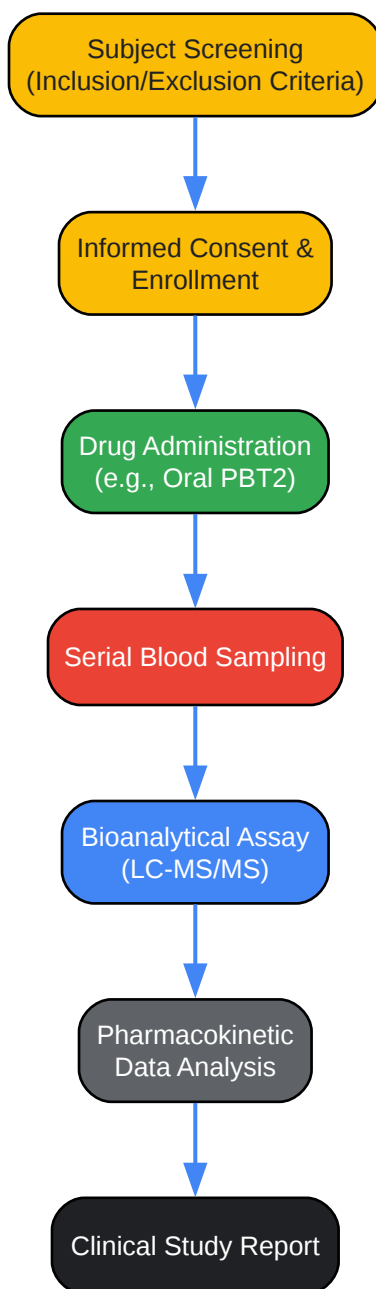 Subject Screening
(Inclusion/Exclusion Criteria)
Informed Consent &
Enrollment
Drug Administration
(e.g., Oral PBT2)
Serial Blood Sampling
Bioanalytical Assay
(LC-MS/MS)
Pharmacokinetic
Data Analysis
Clinical Study Report